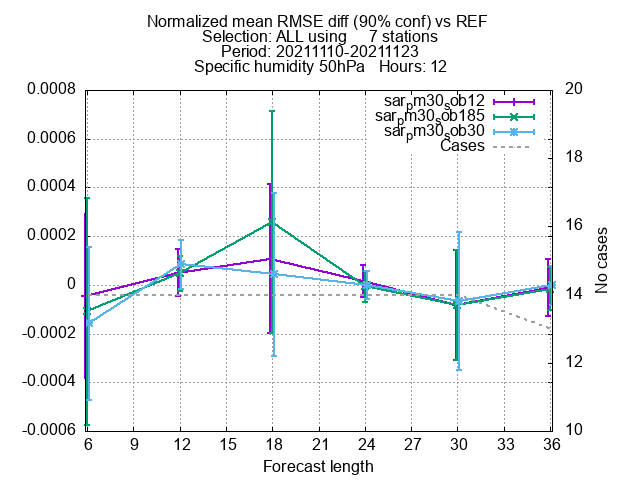 Normalized mean RMSE diff (90% conf) vs REF
Selection: ALL using     7 stations
Period: 20211110-20211123
Specific humidity 50hPa   Hours: 12
sar_pm30_sob12
sar_pm30_sob185
sar_pm30_sob30
Cases
0.0008
0.0006
0.0004
0.0002
0
-0.0002
-0.0004
-0.0006
20
18
16
14
12
10
No cases
6 9 12 15 18 21 24 27 30 33 36
Forecast length